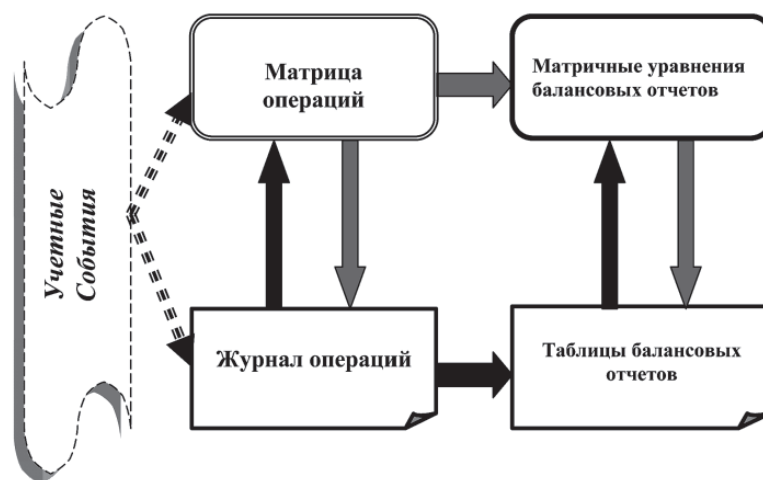 Учетные
События
Матрица
операций
Матричные уравнения
балансовых отчетов
Журнал операций
Таблицы балансовых
отчетов